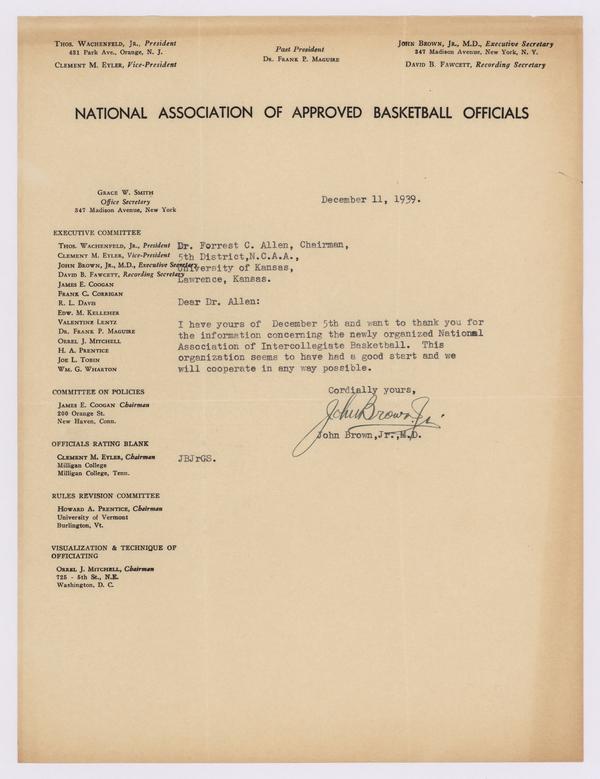 Thos. Wachenfeld, Jr., President
431 Park Ave., Orange, N. J.
Clement M. Eyler, Vice-President
Past President
Dr. Frank P. Maguire
John Brown, Jr., M.D., Executive Secretary
347 Madison Avenue, New York, N. Y.
David B. Fawcett, Recording Secretary
NATIONAL ASSOCIATION OF APPROVED BASKETBALL OFFICIALS
Grace W. Smith
Office Secretary
347 Madison Avenue, New York
December 11, 1939.
EXECUTIVE COMMITTEE
Thos. Wachenfeld, Jr., President
Clement M. Eyler, Vice-President
John Brown, Jr., M.D., Executive Secretary
David B. Fawcett, Recording Secretary
James E. Coogan
Frank C. Corrigan
R. L. Davis
Edw. M. Kelleher
Valentine Lentz
Dr. Frank P. Maguire
Orrel J. Mitchell
H. A. Prentice
Joe L. Tobin
Wm. G. Wharton
COMMITTEE ON POLICIES
James E. Coogan Chairman
200 Orange St.
New Haven, Conn.
OFFICIALS RATING BLANK
Clement M. Eyler, Chairman
Milligan College
Milligan College, Tenn.
RULES REVISION COMMITTEE
Howard A. Prentice, Chairman
University of Vermont
Burlington, Vt.
VISUALIZATION & TECHNIQUE OF
OFFICIATING
Orrel J. Mitchell, Chairman
725 - 5th St., N.E.
Washington, D. C.
Dr. Forrest C. Allen, Chairman,
5th District,N.C.A.A.,
University of Kansas,
Lawrence, Kansas.
Dear Dr. Allen:
I have yours of December 5th and want to thank you for
the information concerning the newly organized National
Association of Intercollegiate Basketball. This
organization seems to have had a good start and we
will cooperate in any way possible.
Cordially yours,
John Brown Jr.
John Brown,Jr.,M.D.
JBJrGS.